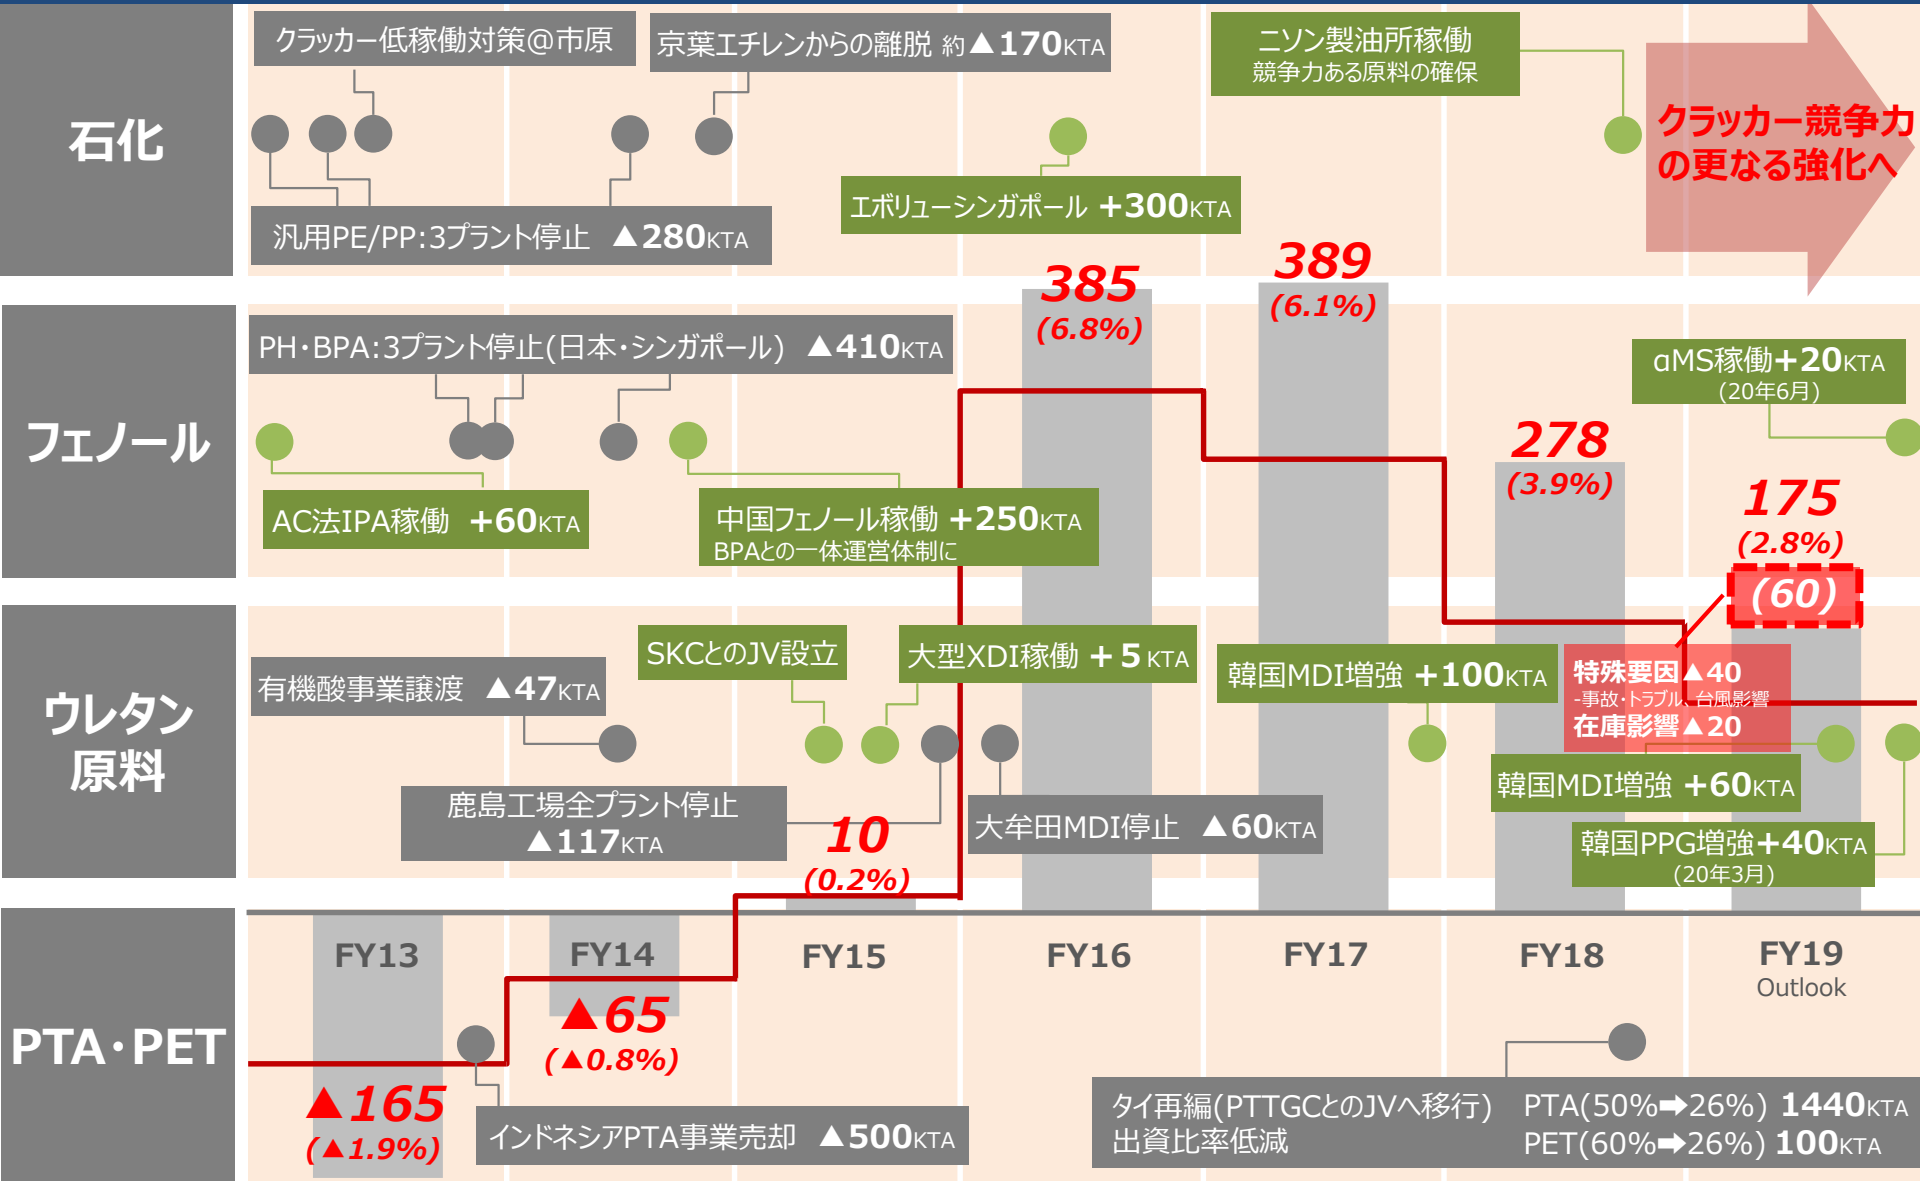 石化
クラッカー低稼働対策@市原
京葉エチレンからの離脱 約▲170KTA
ニソン製油所稼働
競争力ある原料の確保
クラッカー競争力
の更なる強化へ
エボリューシンガポール +300KTA
汎用PE/PP:3プラント停止 ▲280KTA
フェノール
385
(6.8%)
389
(6.1%)
PH・BPA:3プラント停止(日本・シンガポール) ▲410KTA
αMS稼働+20KTA
(20年6月)
278
(3.9%)
175
(2.8%)
AC法IPA稼働 +60KTA
中国フェノール稼働 +250KTA
BPAとの一体運営体制に
(60)
ウレタン
原料
SKCとのJV設立
大型XDI稼働 +5KTA
有機酸事業譲渡 ▲47KTA
韓国MDI増強 +100KTA
特殊要因▲40
-事故・トラブル、台風影響
在庫影響▲20
韓国MDI増強 +60KTA
鹿島工場全プラント停止
▲117KTA
10
(0.2%)
大牟田MDI停止 ▲60KTA
韓国PPG増強+40KTA
(20年3月)
PTA・PET
FY13
FY14
FY15
FY16
FY17
FY18
FY19
Outlook
▲65
(▲0.8%)
▲165
(▲1.9%)
インドネシアPTA事業売却 ▲500KTA
タイ再編(PTTGCとのJVへ移行) PTA(50%➡26%) 1440KTA
出資比率低減 PET(60%➡26%) 100KTA